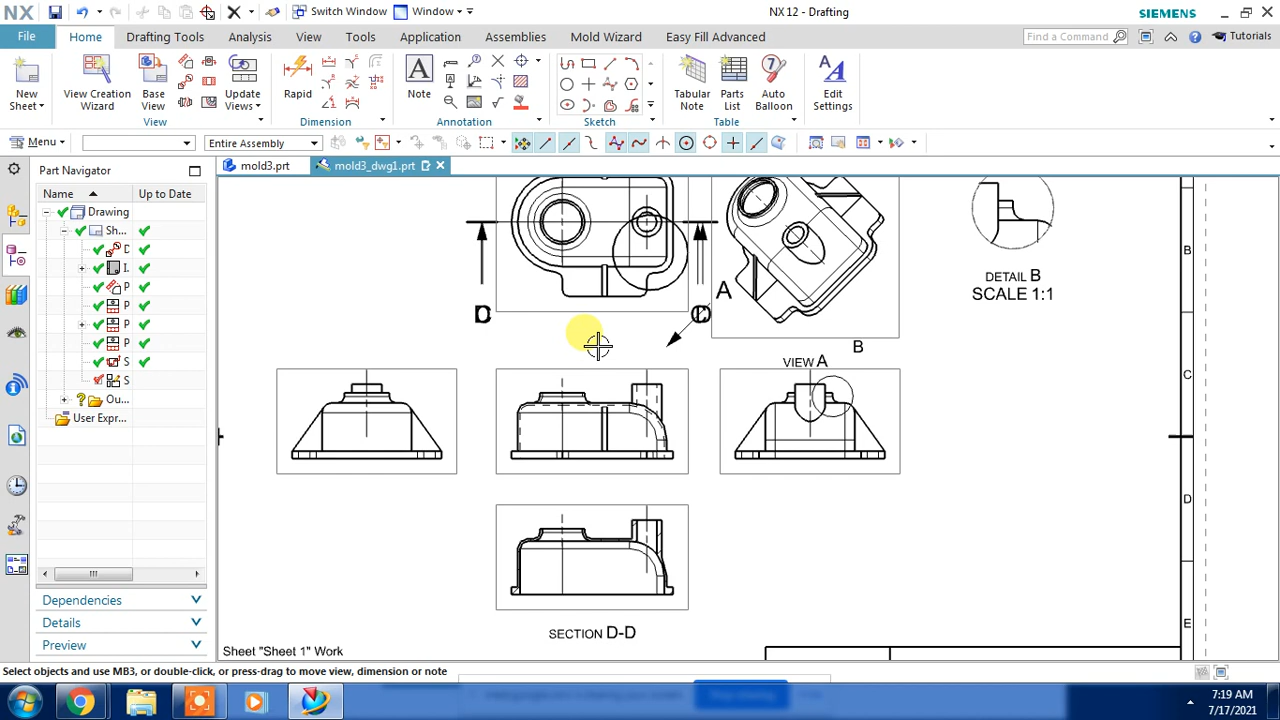 NX Switch Window Window NX 12 - Drafting SIEMENS
File Home Drafting Tools Analysis View Tools Application Assemblies Mold Wizard Easy Fill Advanced Find a Command Tutorials
New Sheet View Creation Wizard Base View Update Views Rapid Note Tabular Note Parts List Auto Balloon Edit Settings
View Dimension Annotation Sketch Table
Menu Entire Assembly
Part Navigator mold3.prt mold3_dwg1.prt
Name Up to Date
Drawing
Sh...
D
I.
P
P
P
P
S
S
Ou...
User Expr...
Dependencies
Details
Preview
A
B
DETAIL B
SCALE 1:1
B
VIEW A
C
D
SECTION D-D
E
Sheet "Sheet 1" Work
Select objects and use MB3, or double-click, or press-drag to move view, dimension or note
7:19 AM
7/17/2021